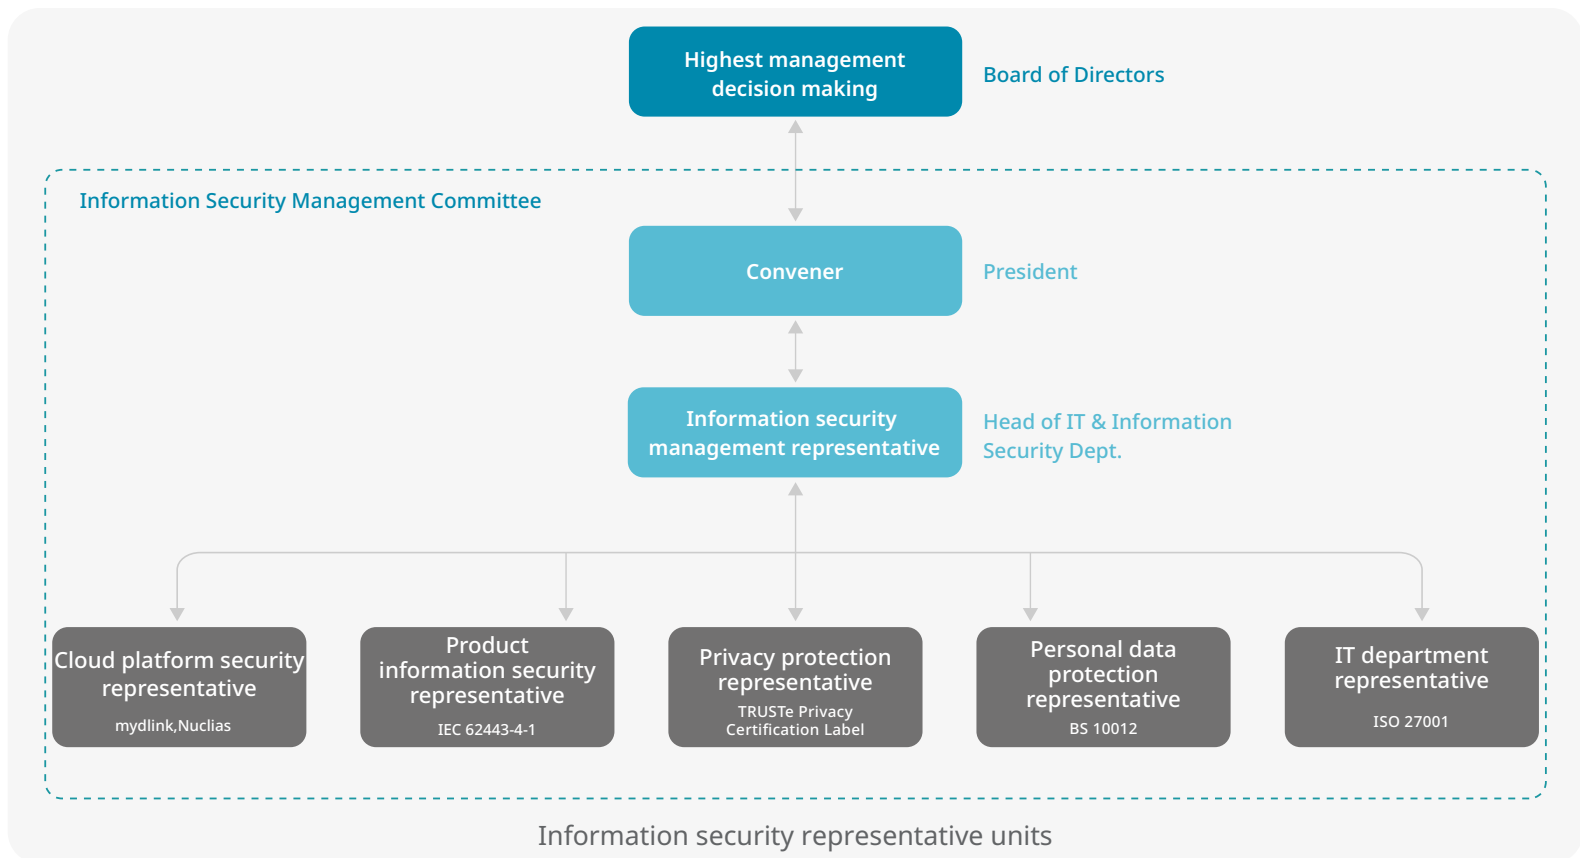 Highest management
decision making
Board of Directors
Information Security Management Committee
Convener
President
Information security
management representative
Head of IT & Information
Security Dept.
Cloud platform security
representative
mydlink,Nuclias
Product
information security
representative
IEC 62443-4-1
Privacy protection
representative
TRUSTe Privacy
Certification Label
Personal data
protection
representative
BS 10012
IT department
representative
ISO 27001
Information security representative units